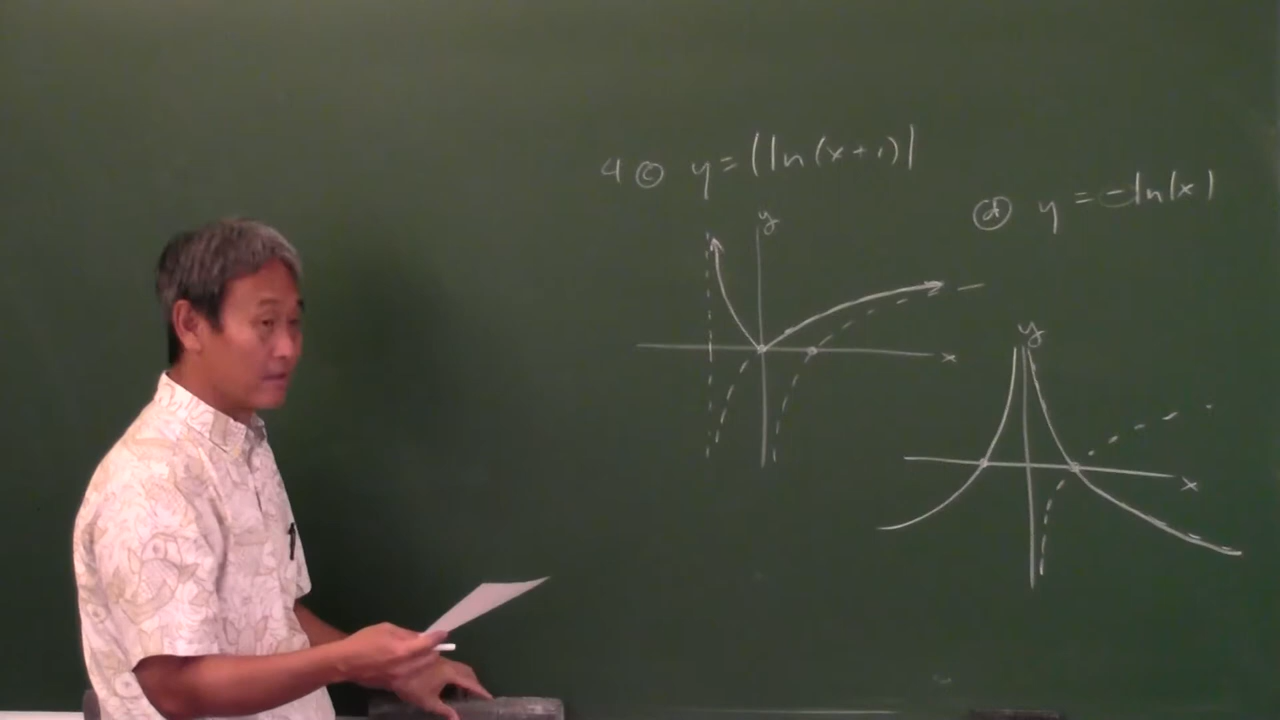 4 ⓒ y = |ln(x+1)|
ⓓ y = -ln|x|
y
x
y
x